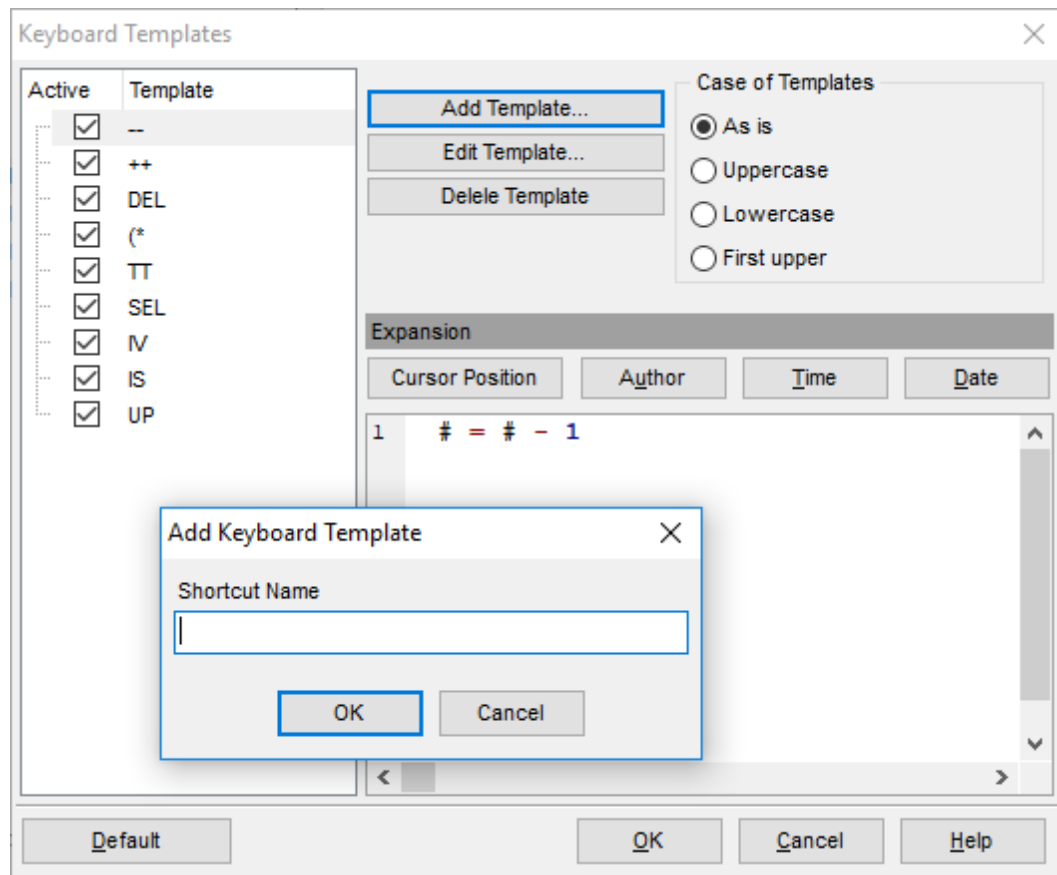 Keyboard Templates
Active Template
--
++
DEL
(*
TT
SEL
IV
IS
UP
Add Template...
Edit Template...
Delele Template
Case of Templates
As is
Uppercase
Lowercase
First upper
Expansion
Cursor Position Author Time Date
1 # = # - 1
Add Keyboard Template
Shortcut Name
OK Cancel
Default OK Cancel Help